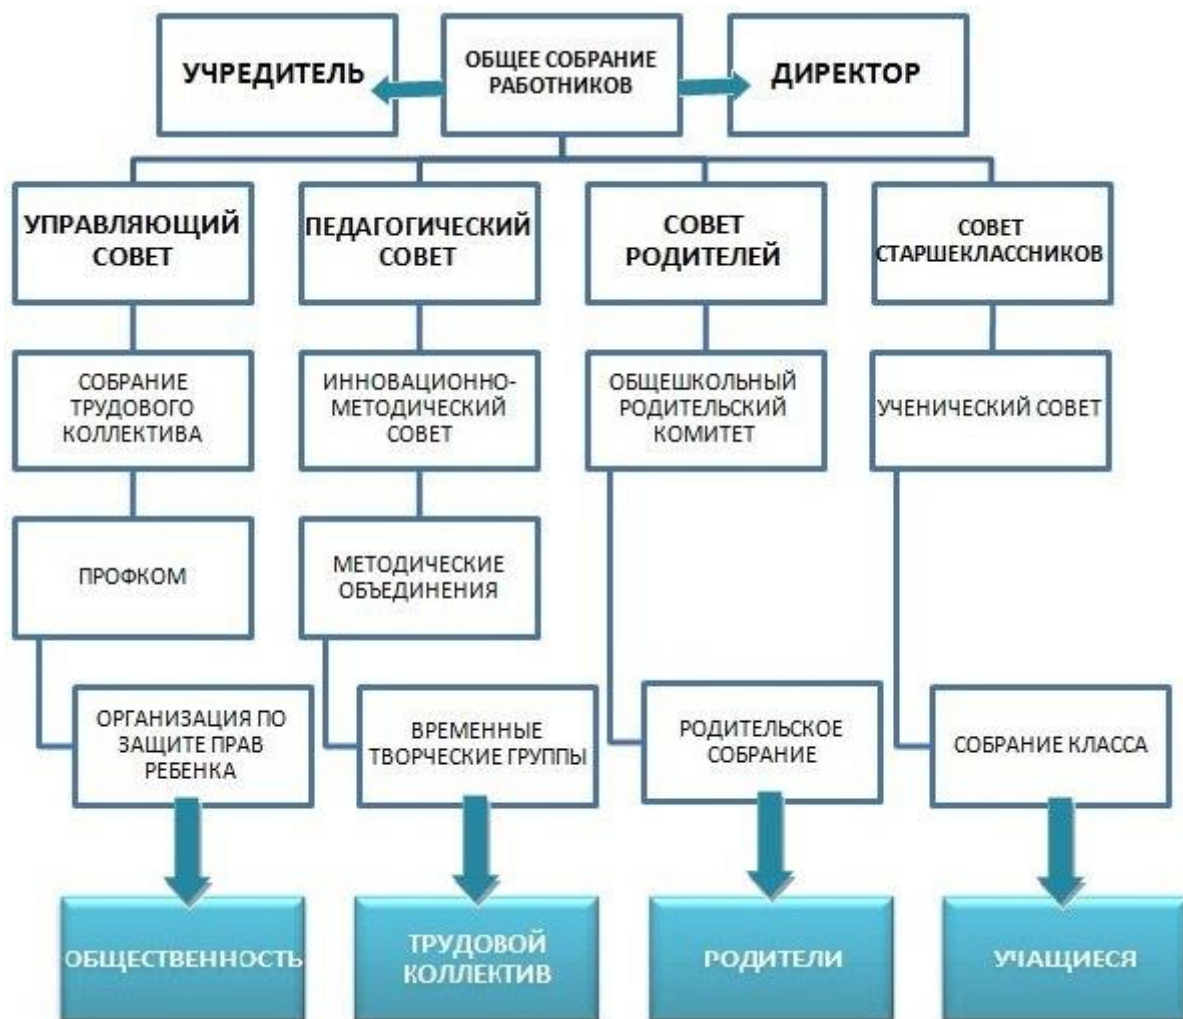 УЧРЕДИТЕЛЬ
ОБЩЕЕ СОБРАНИЕ
РАБОТНИКОВ
ДИРЕКТОР
УПРАВЛЯЮЩИЙ
СОВЕТ
ПЕДАГОГИЧЕСКИЙ
СОВЕТ
СОВЕТ
РОДИТЕЛЕЙ
СОВЕТ
СТАРШЕКЛАССНИКОВ
СОБРАНИЕ
ТРУДОВОГО
КОЛЛЕКТИВА
ИННОВАЦИОННО-
МЕТОДИЧЕСКИЙ
СОВЕТ
ОБЩЕШКОЛЬНЫЙ
РОДИТЕЛЬСКИЙ
КОМИТЕТ
УЧЕНИЧЕСКИЙ СОВЕТ
ПРОФКОМ
МЕТОДИЧЕСКИЕ
ОБЪЕДИНЕНИЯ
ОРГАНИЗАЦИЯ ПО
ЗАЩИТЕ ПРАВ
РЕБЕНКА
ВРЕМЕННЫЕ
ТВОРЧЕСКИЕ ГРУППЫ
РОДИТЕЛЬСКОЕ
СОБРАНИЕ
СОБРАНИЕ КЛАССА
ОБЩЕСТВЕННОСТЬ
ТРУДОВОЙ
КОЛЛЕКТИВ
РОДИТЕЛИ
УЧАЩИЕСЯ